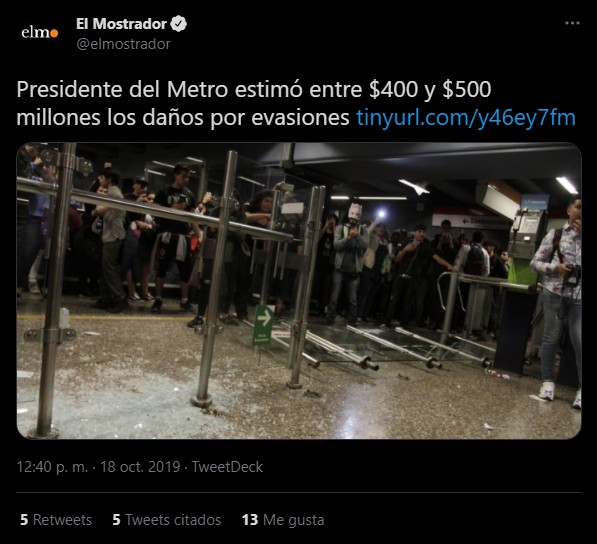 elmo
El Mostrador
@elmostrador
Presidente del Metro estimó entre $400 y $500
millones los daños por evasiones tinyurl.com/y46ey7fm
12:40 p. m. · 18 oct. 2019 · TweetDeck
5 Retweets 5 Tweets citados 13 Me gusta